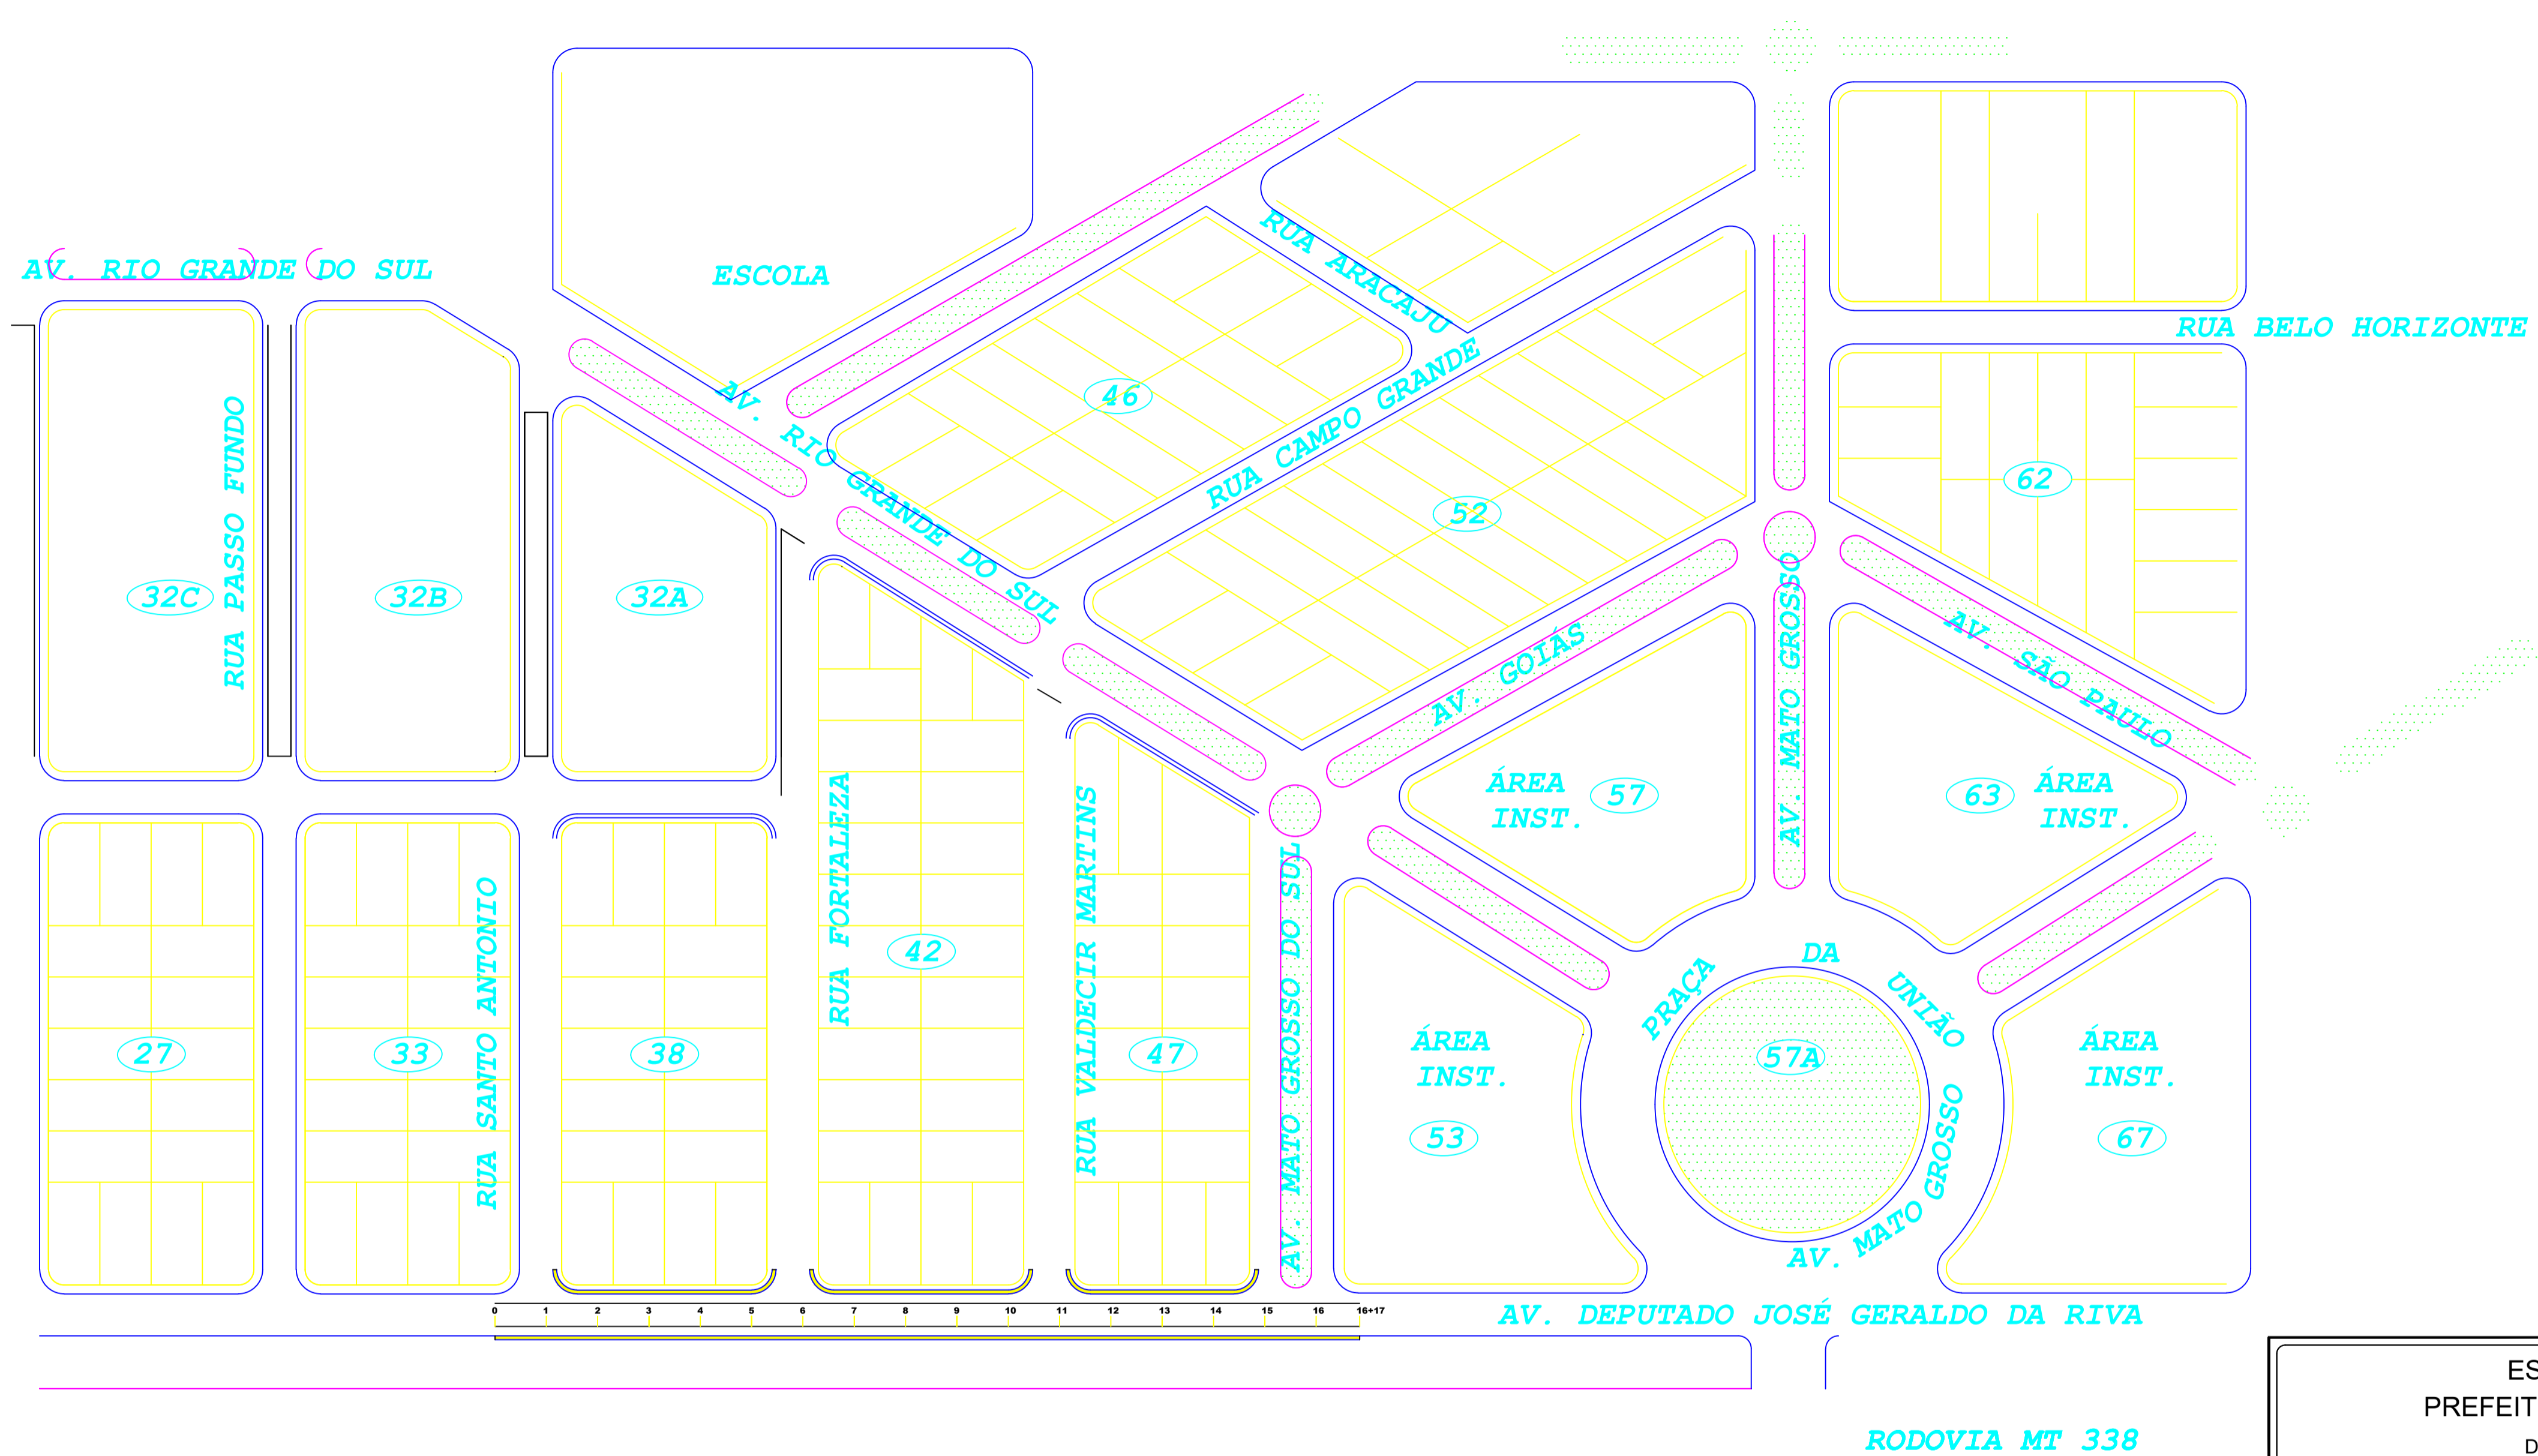 AV. RIO GRANDE DO SUL
ESCOLA
RUA ARACAJU
RUA BELO HORIZONTE
AV. RIO GRANDE DO SUL
46
RUA CAMPO GRANDE
52
62
RUA PASSO FUNDO
32C
32B
32A
AV. GOIÁS
AV. MATO GROSSO
AV. SÃO PAULO
ÁREA
INST.
57
63
ÁREA
INST.
RUA FORTALEZA
RUA VALDECIR MARTINS
RUA SANTO ANTONIO
AV. MATO GROSSO DO SUL
42
27
33
38
47
PRAÇA DA UNIÃO
57A
ÁREA
INST.
53
ÁREA
INST.
67
AV. MATO GROSSO
0 1 2 3 4 5 6 7 8 9 10 11 12 13 14 15 16 16+17
AV. DEPUTADO JOSÉ GERALDO DA RIVA
RODOVIA MT 338
ES
PREFEIT
D